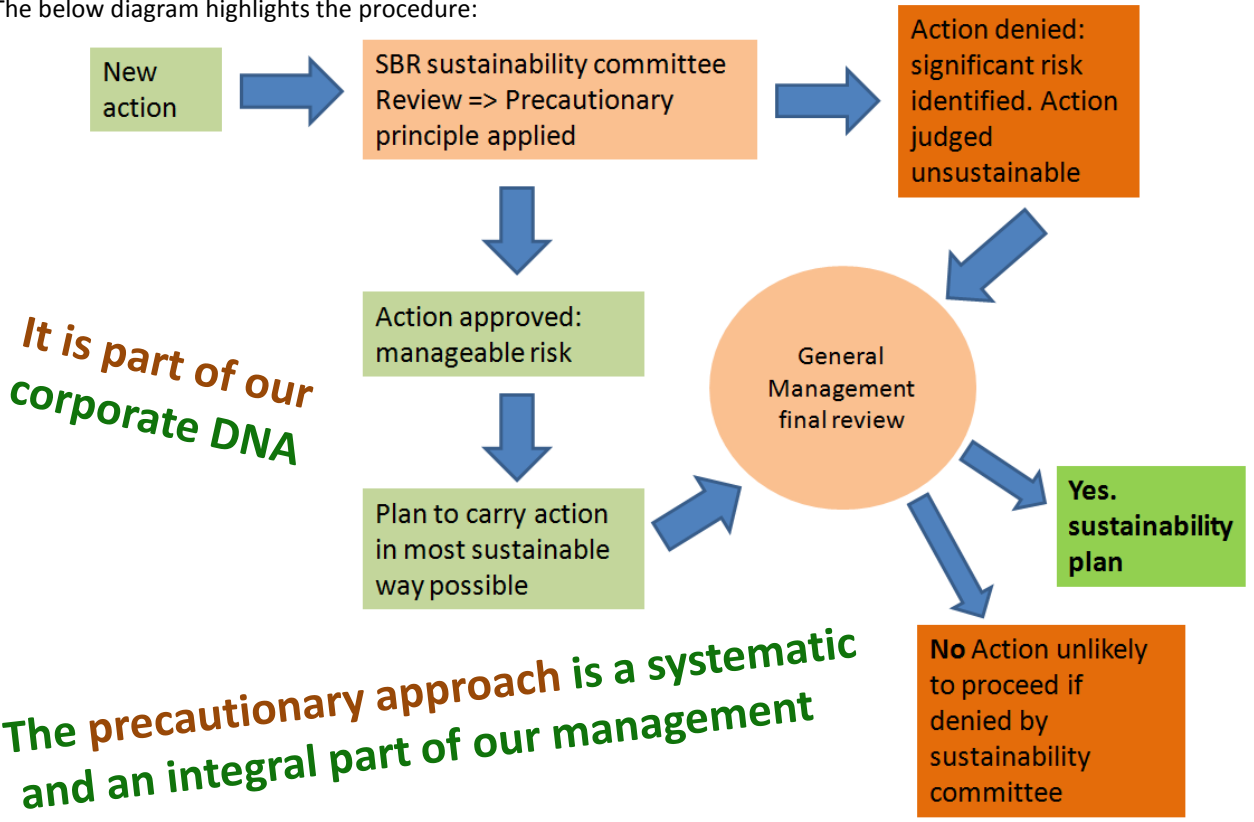 The below diagram highlights the procedure:
New
action
SBR sustainability committee
Review => Precautionary
principle applied
Action denied:
significant risk
identified. Action
judged
unsustainable
Action approved:
manageable risk
General
Management
final review
It is part of our
corporate DNA
Plan to carry action
in most sustainable
way possible
Yes.
sustainability
plan
No Action unlikely
to proceed if
denied by
sustainability
committee
The precautionary approach is a systematic
and an integral part of our management